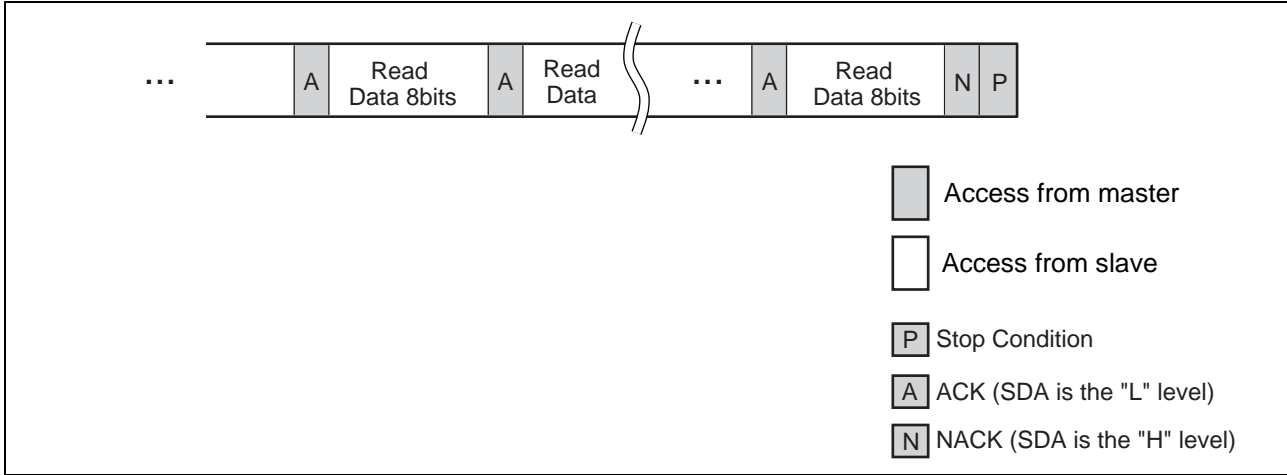 ... A Read Data 8bits A Read Data ... A Read Data 8bits N P
Access from master
Access from slave
P Stop Condition
A ACK (SDA is the "L" level)
N NACK (SDA is the "H" level)